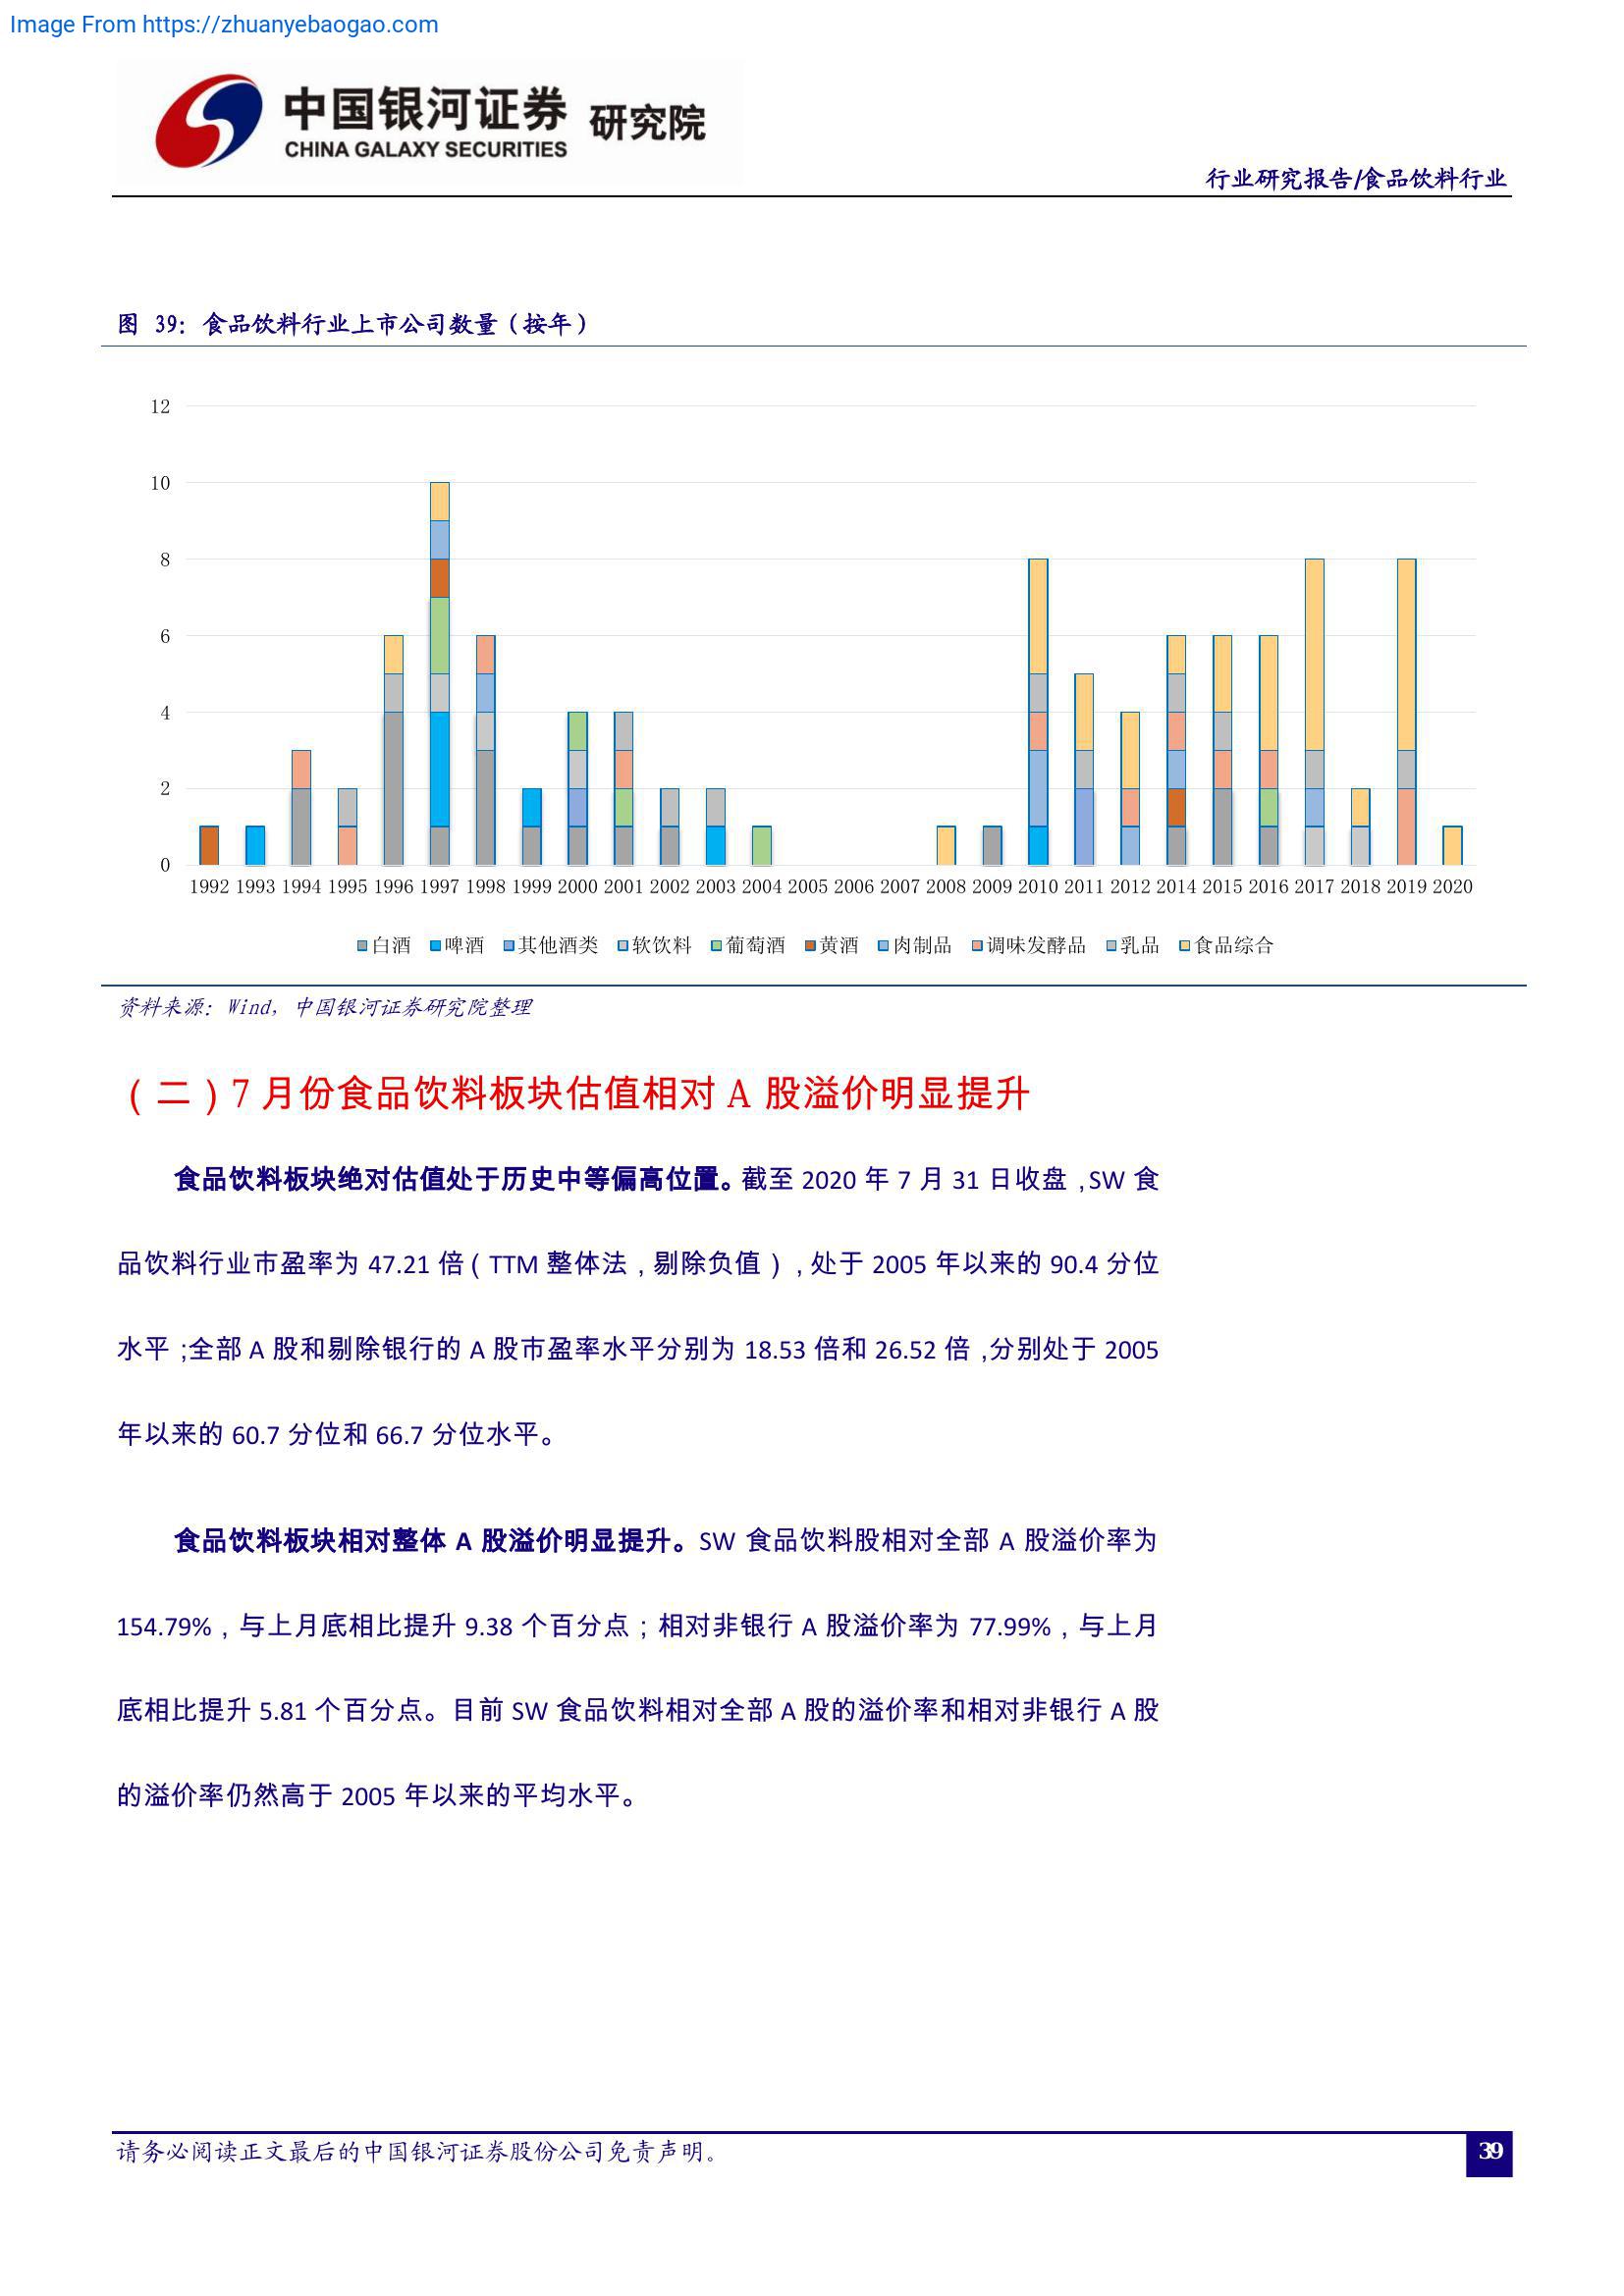 Image From https://zhuanyebaogao.com
中国银河证券 研究院
CHINA GALAXY SECURITIES
行业研究报告/食品饮料行业
图 39：食品饮料行业上市公司数量（按年）
12
10
8
6
4
2
0
1992 1993 1994 1995 1996 1997 1998 1999 2000 2001 2002 2003 2004 2005 2006 2007 2008 2009 2010 2011 2012 2014 2015 2016 2017 2018 2019 2020
白酒 啤酒 其他酒类 软饮料 葡萄酒 黄酒 肉制品 调味发酵品 乳品 食品综合
资料来源：Wind，中国银河证券研究院整理
（二）7 月份食品饮料板块估值相对 A 股溢价明显提升
食品饮料板块绝对估值处于历史中等偏高位置。截至 2020 年 7 月 31 日收盘，SW 食
品饮料行业市盈率为 47.21 倍（TTM 整体法，剔除负值），处于 2005 年以来的 90.4 分位
水平；全部 A 股和剔除银行的 A 股市盈率水平分别为 18.53 倍和 26.52 倍，分别处于 2005
年以来的 60.7 分位和 66.7 分位水平。
食品饮料板块相对整体 A 股溢价明显提升。SW 食品饮料股相对全部 A 股溢价率为
154.79%，与上月底相比提升 9.38 个百分点；相对非银行 A 股溢价率为 77.99%，与上月
底相比提升 5.81 个百分点。目前 SW 食品饮料相对全部 A 股的溢价率和相对非银行 A 股
的溢价率仍然高于 2005 年以来的平均水平。
请务必阅读正文最后的中国银河证券股份公司免责声明。
39